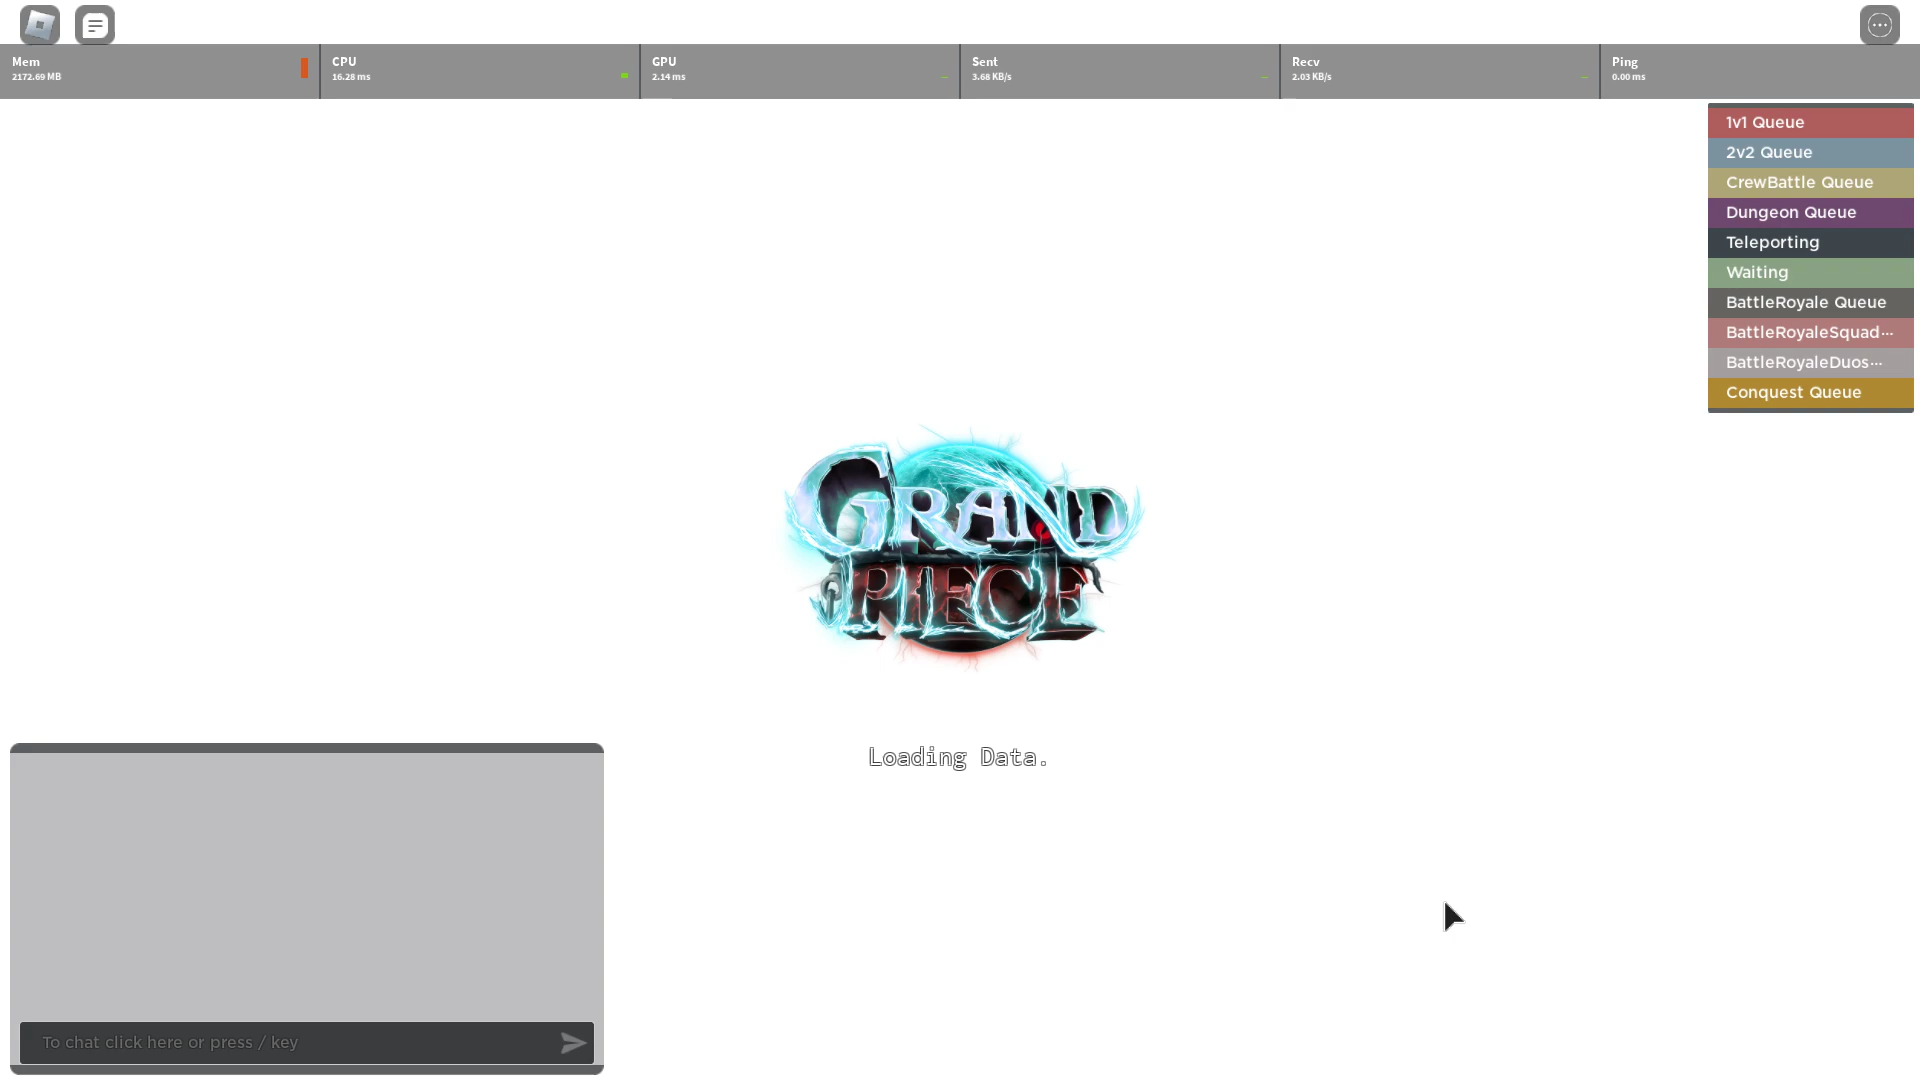 Mem
2172.69 MB
CPU
16.28 ms
GPU
2.14 ms
Sent
3.68 KB/s
Recv
2.03 KB/s
Ping
0.00 ms
1v1 Queue
2v2 Queue
CrewBattle Queue
Dungeon Queue
Teleporting
Waiting
BattleRoyale Queue
BattleRoyaleSquad...
BattleRoyaleDuos...
Conquest Queue
GRAND
PIECE
Loading Data.
To chat click here or press / key